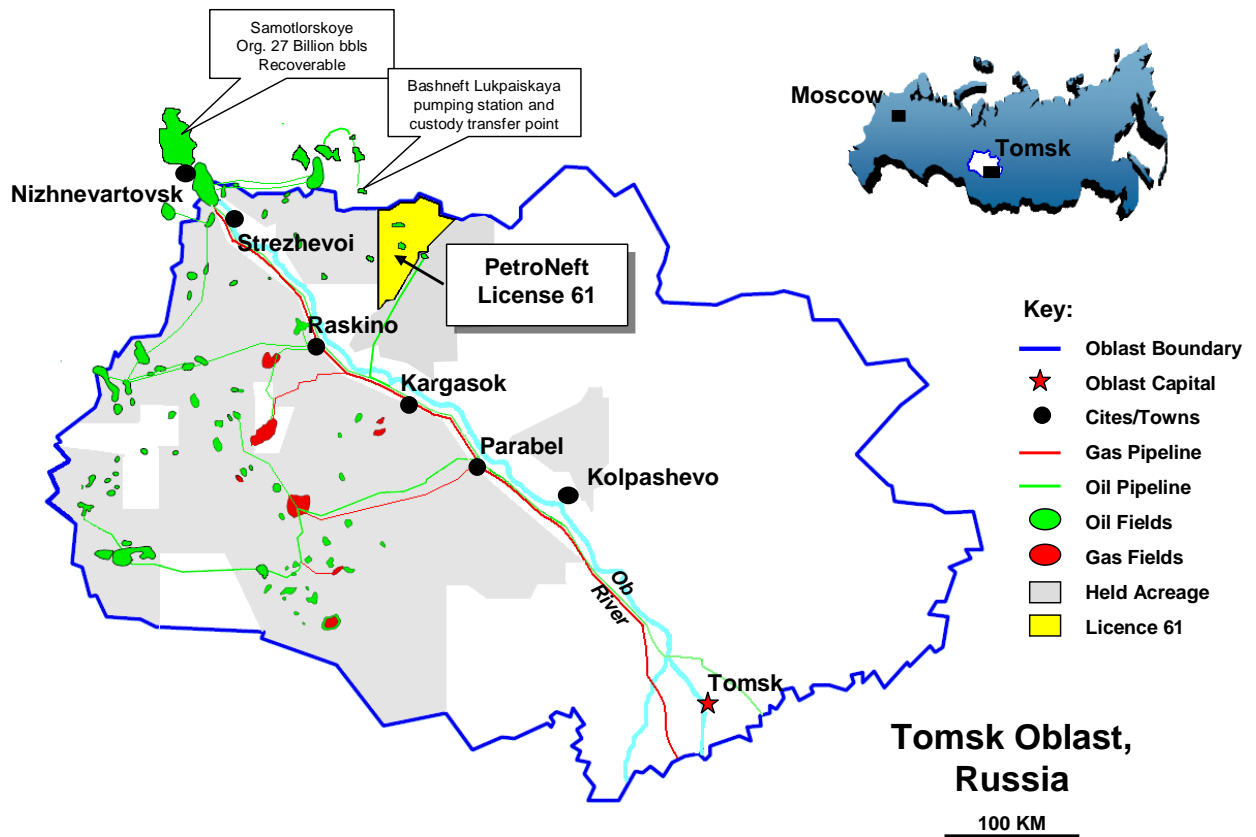 Samotlorskoye
Org. 27 Billion bbls
Recoverable
Bashneft Lukpaiskaya
pumping station and
custody transfer point
Moscow
Tomsk
Nizhnevartovsk
Strezhevoi
PetroNeft
License 61
Raskino
Kargasok
Parabel
Kolpashevo
Ob
River
Tomsk
Key:
Oblast Boundary
Oblast Capital
Cites/Towns
Gas Pipeline
Oil Pipeline
Oil Fields
Gas Fields
Held Acreage
Licence 61
Tomsk Oblast,
Russia
100 KM